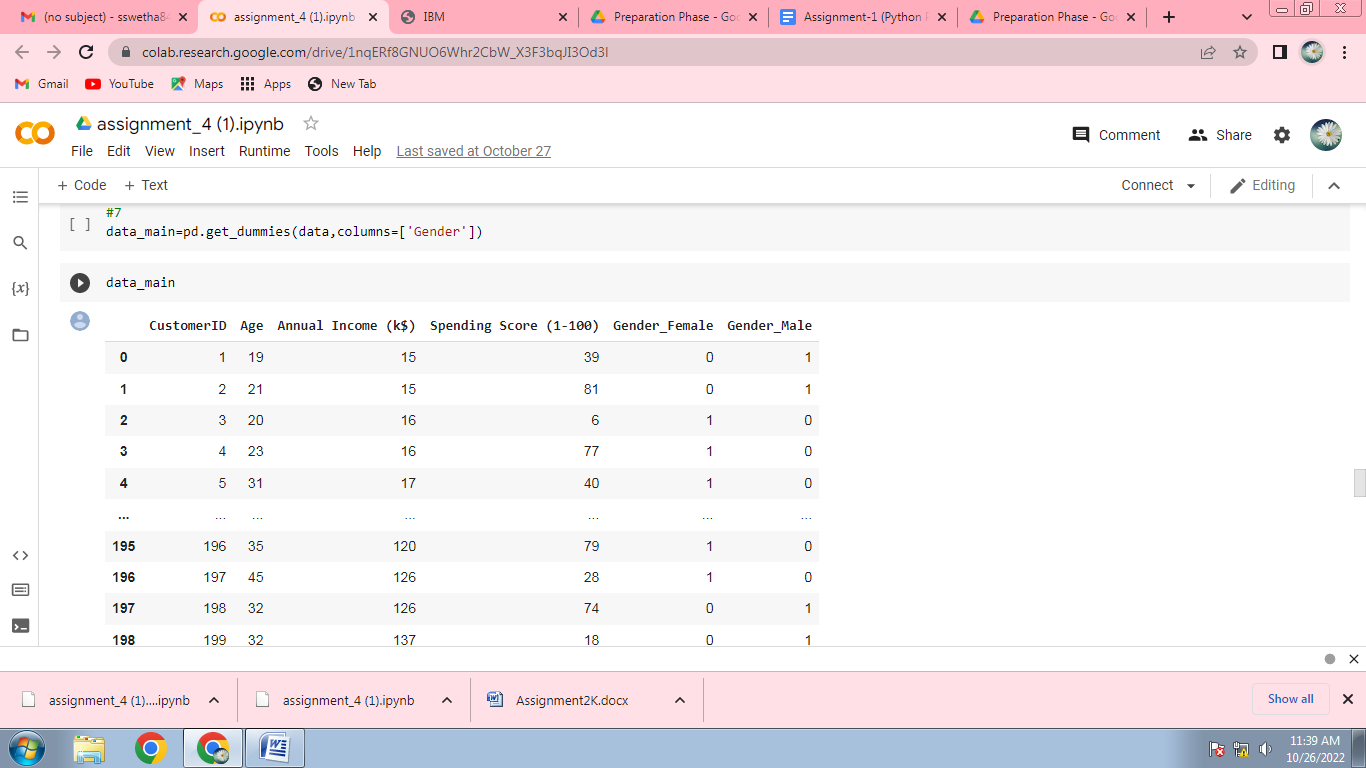 (no subject) - sswetha84 assignment_4 (1).ipynb IBM Preparation Phase - Goo Assignment-1 (Python P Preparation Phase - Goo
colab.research.google.com/drive/1nqERf8GNUO6Whr2CbW_X3F3bqJI3Od3I
Gmail YouTube Maps Apps New Tab
assignment_4 (1).ipynb
Comment Share
File Edit View Insert Runtime Tools Help Last saved at October 27
+ Code + Text Connect Editing
#7
[ ] data_main=pd.get_dummies(data,columns=['Gender'])
{x} data_main
CustomerID Age Annual Income (k$) Spending Score (1-100) Gender_Female Gender_Male
0 1 19 15 39 0 1
1 2 21 15 81 0 1
2 3 20 16 6 1 0
3 4 23 16 77 1 0
4 5 31 17 40 1 0
... ... ... ... ... ... ...
195 196 35 120 79 1 0
196 197 45 126 28 1 0
197 198 32 126 74 0 1
198 199 32 137 18 0 1
assignment_4 (1)....ipynb assignment_4 (1).ipynb Assignment2K.docx Show all
11:39 AM
10/26/2022